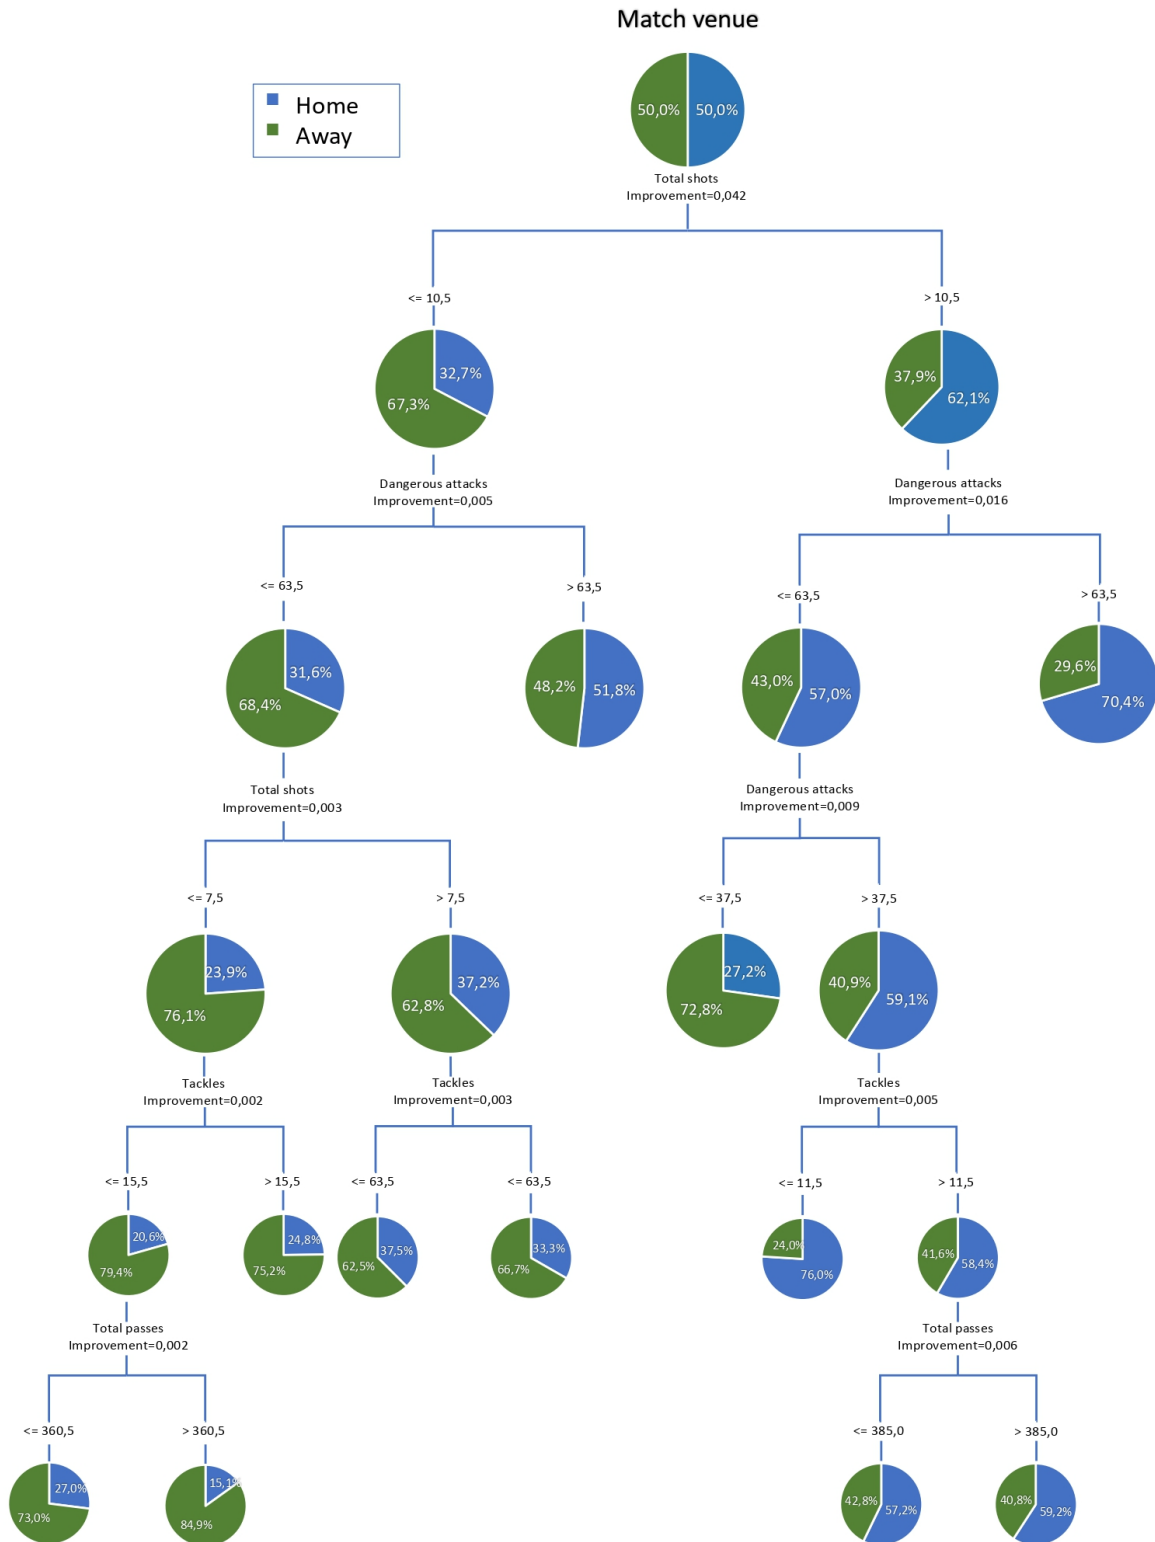 Match venue
Home
Away
50,0% 50,0%
Total shots
Improvement=0,042
<= 10,5 > 10,5
32,7% 67,3% 37,9% 62,1%
Dangerous attacks
Improvement=0,005
Dangerous attacks
Improvement=0,016
<= 63,5 > 63,5 <= 63,5 > 63,5
31,6% 68,4% 48,2% 51,8% 43,0% 57,0% 29,6% 70,4%
Total shots
Improvement=0,003
Dangerous attacks
Improvement=0,009
<= 7,5 > 7,5 <= 37,5 > 37,5
23,9% 76,1% 37,2% 62,8% 27,2% 72,8% 40,9% 59,1%
Tackles
Improvement=0,002
Tackles
Improvement=0,003
Tackles
Improvement=0,005
<= 15,5 > 15,5 <= 63,5 <= 63,5 <= 11,5 > 11,5
20,6% 79,4% 24,8% 75,2% 37,5% 62,5% 33,3% 66,7% 24,0% 76,0% 41,6% 58,4%
Total passes
Improvement=0,002
Total passes
Improvement=0,006
<= 360,5 > 360,5 <= 385,0 > 385,0
27,0% 73,0% 15,1% 84,9% 42,8% 57,2% 40,8% 59,2%